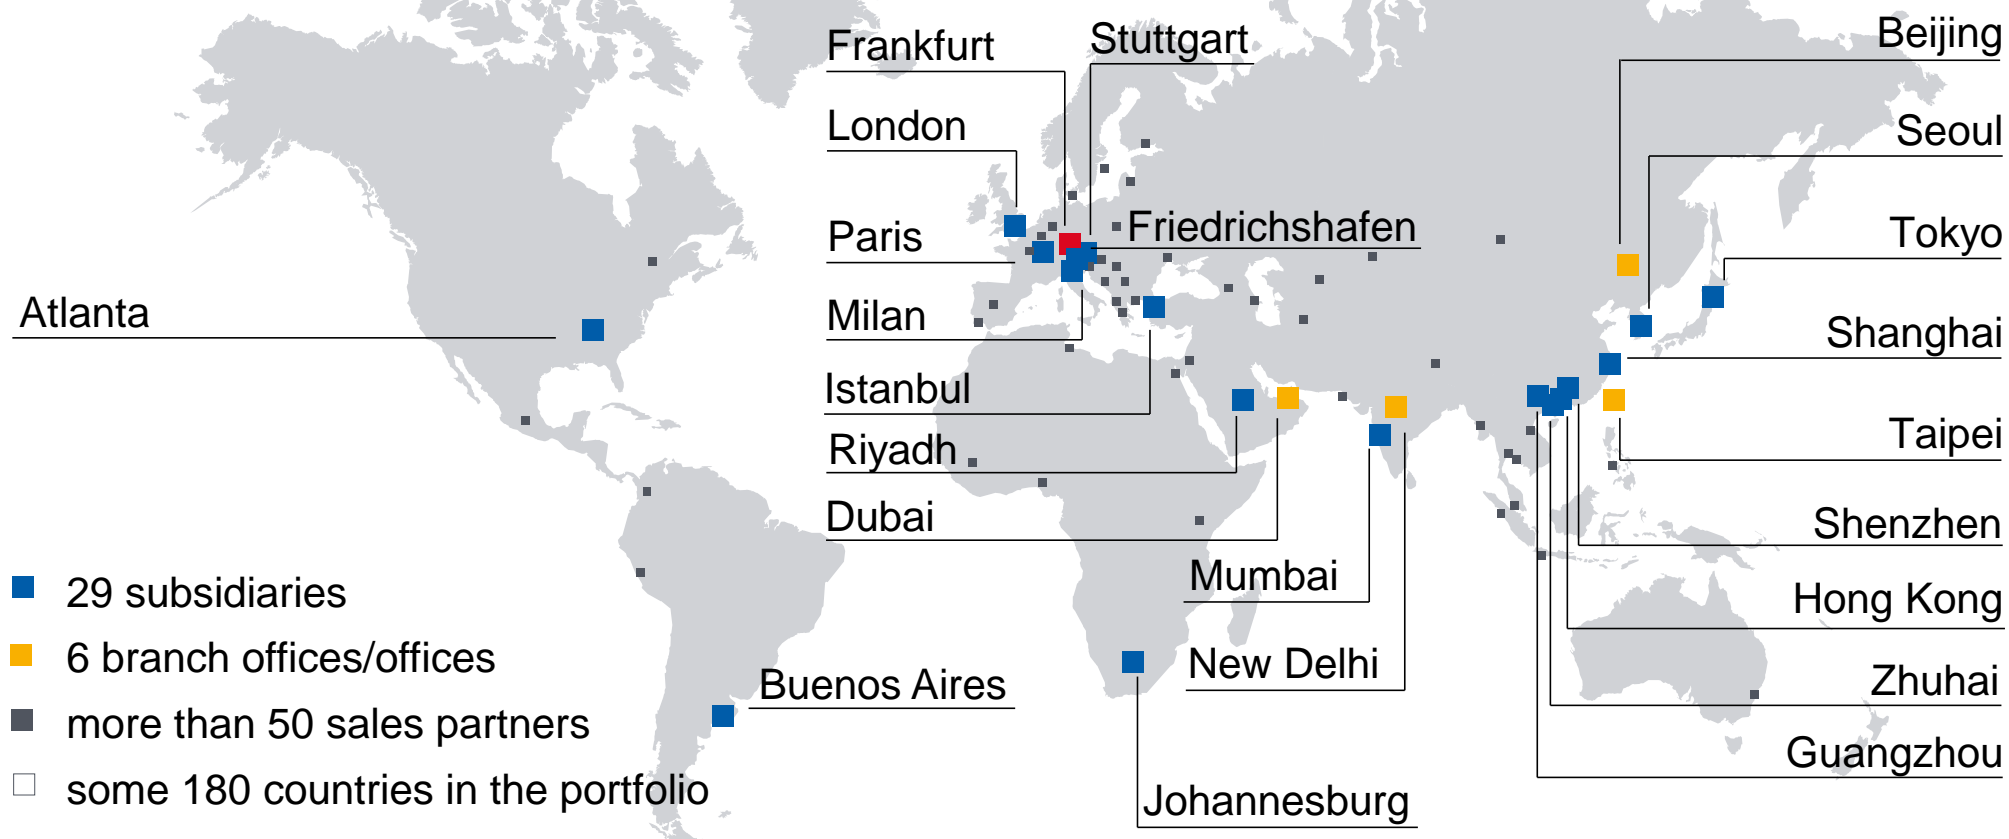 Frankfurt
Stuttgart
Beijing
London
Seoul
Paris
Friedrichshafen
Tokyo
Atlanta
Milan
Shanghai
Istanbul
Riyadh
Taipei
Dubai
Shenzhen
Mumbai
Hong Kong
New Delhi
Zhuhai
Buenos Aires
Guangzhou
Johannesburg
29 subsidiaries
6 branch offices/offices
more than 50 sales partners
some 180 countries in the portfolio